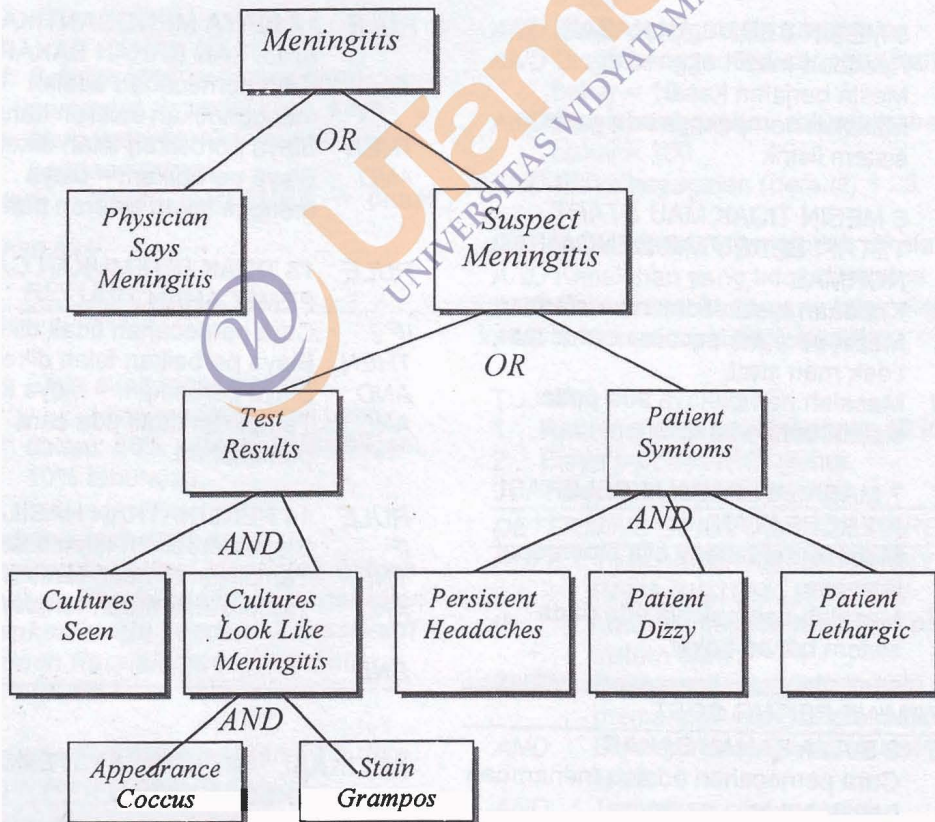 Meningitis
OR
Physician
Says
Meningitis
Suspect
Meningitis
OR
Test
Results
Patient
Symtoms
AND
AND
Cultures
Seen
Cultures
Look Like
Meningitis
Persistent
Headaches
Patient
Dizzy
Patient
Lethargic
AND
Appearance
Coccus
Stain
Grampos
Utama
UNIVERSITAS